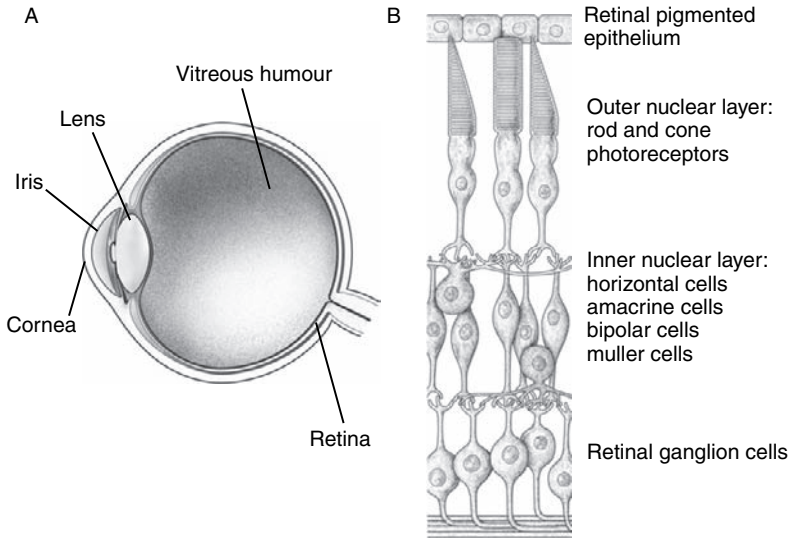 A
Vitreous humour
Lens
Iris
Cornea
Retina
B
Retinal pigmented
epithelium
Outer nuclear layer:
rod and cone
photoreceptors
Inner nuclear layer:
horizontal cells
amacrine cells
bipolar cells
muller cells
Retinal ganglion cells